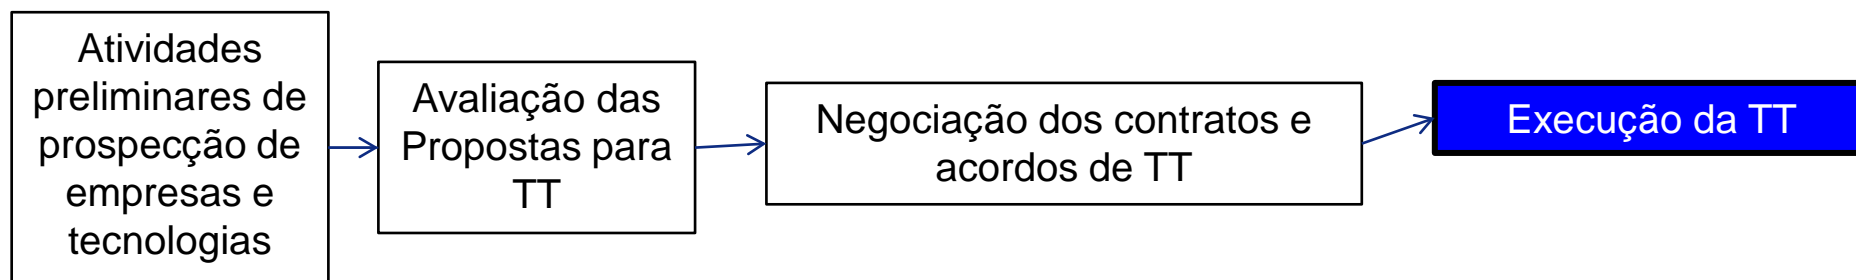 Atividades
preliminares de
prospecção de
empresas e
tecnologias
Avaliação das
Propostas para
TT
Negociação dos contratos e
acordos de TT
Execução da TT